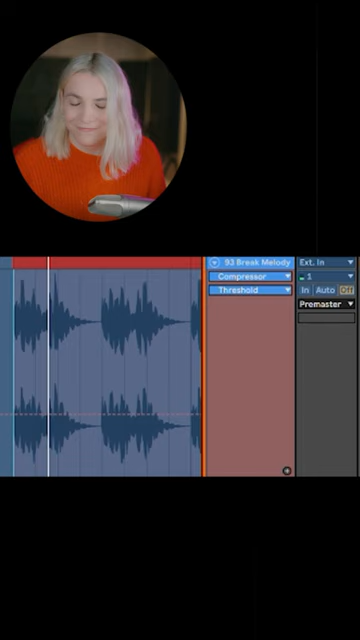 93 Break Melody
Ext. In
Compressor
1
Threshold
In Auto Off
Premaster